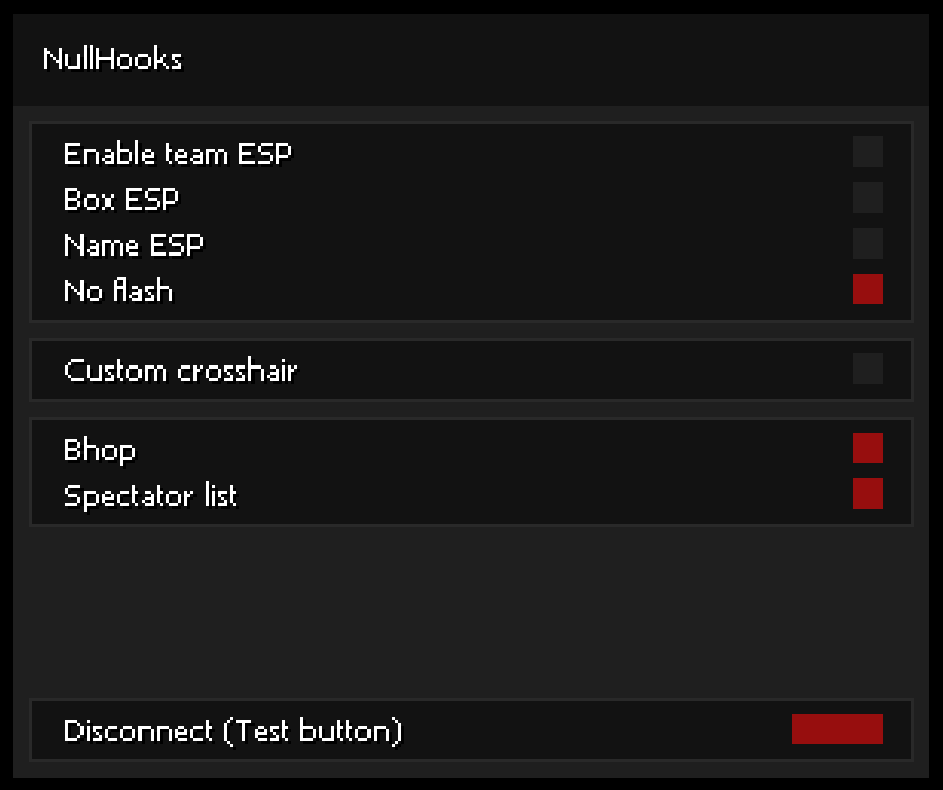 NullHooks
Enable team ESP
Box ESP
Name ESP
No flash
Custom crosshair
Bhop
Spectator list
Disconnect (Test button)